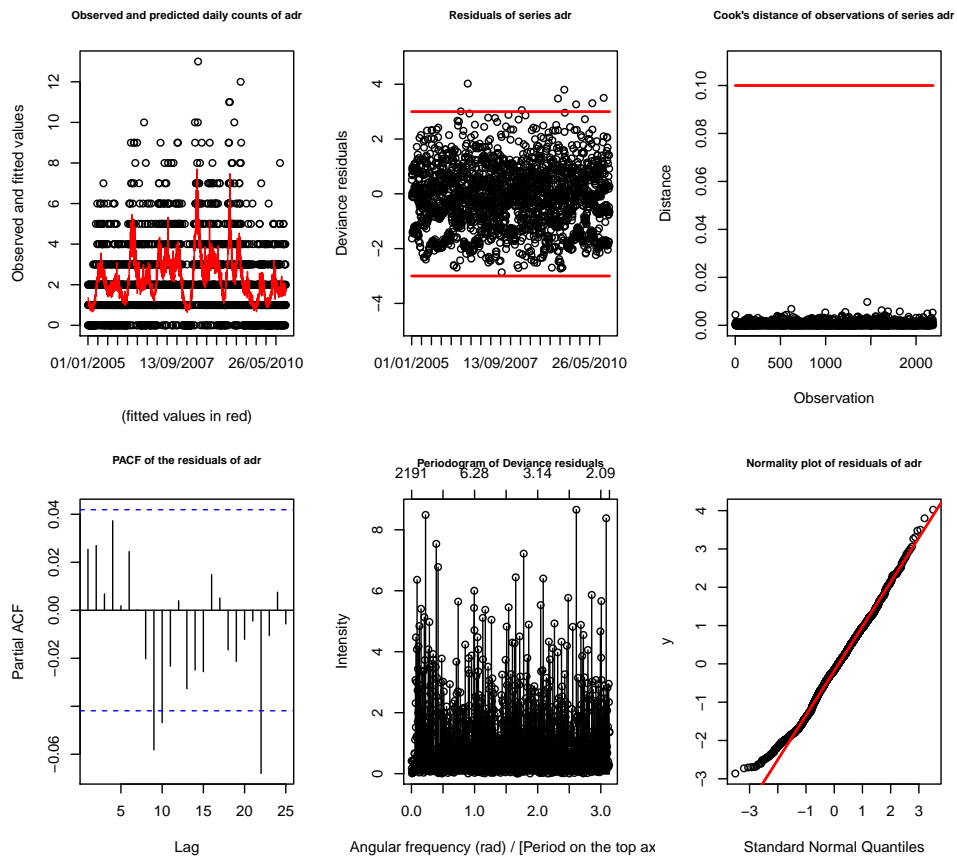 Observed and predicted daily counts of adr
Observed and fitted values
12
10
8
6
4
2
0
01/01/2005 13/09/2007 26/05/2010
(fitted values in red)
Residuals of series adr
Deviance residuals
4
2
0
−2
−4
01/01/2005 13/09/2007 26/05/2010
Cook's distance of observations of series adr
Distance
0.10
0.08
0.06
0.04
0.02
0.00
0 500 1000 2000
Observation
PACF of the residuals of adr
Partial ACF
0.04
0.02
0.00
−0.02
−0.06
5 10 15 20 25
Lag
Periodogram of Deviance residuals
2191 6.28 3.14 2.09
Intensity
8
6
4
2
0
0.0 1.0 2.0 3.0
Angular frequency (rad) / [Period on the top ax
Normality plot of residuals of adr
y
4
3
2
1
0
−1
−2
−3
−3 −2 −1 0 1 2 3
Standard Normal Quantiles